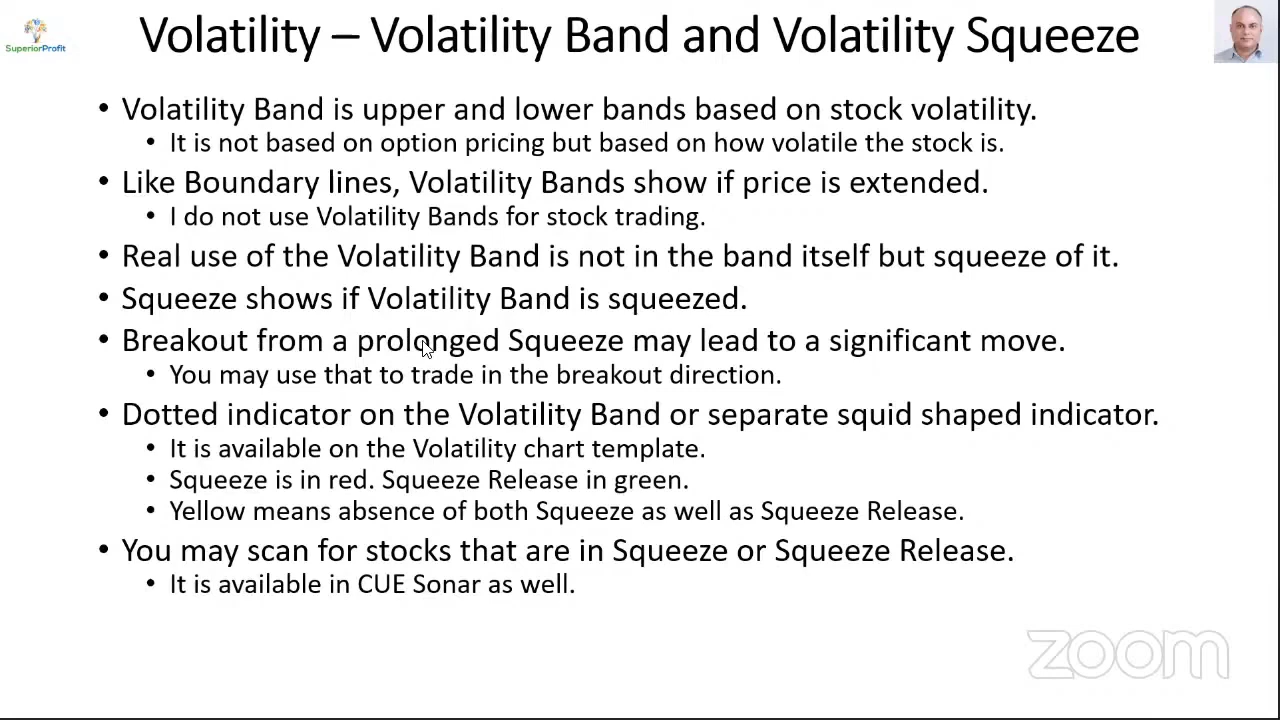 SuperiorProfit
Volatility – Volatility Band and Volatility Squeeze
• Volatility Band is upper and lower bands based on stock volatility.
• It is not based on option pricing but based on how volatile the stock is.
• Like Boundary lines, Volatility Bands show if price is extended.
• I do not use Volatility Bands for stock trading.
• Real use of the Volatility Band is not in the band itself but squeeze of it.
• Squeeze shows if Volatility Band is squeezed.
• Breakout from a prolonged Squeeze may lead to a significant move.
• You may use that to trade in the breakout direction.
• Dotted indicator on the Volatility Band or separate squid shaped indicator.
• It is available on the Volatility chart template.
• Squeeze is in red. Squeeze Release in green.
• Yellow means absence of both Squeeze as well as Squeeze Release.
• You may scan for stocks that are in Squeeze or Squeeze Release.
• It is available in CUE Sonar as well.
zoom